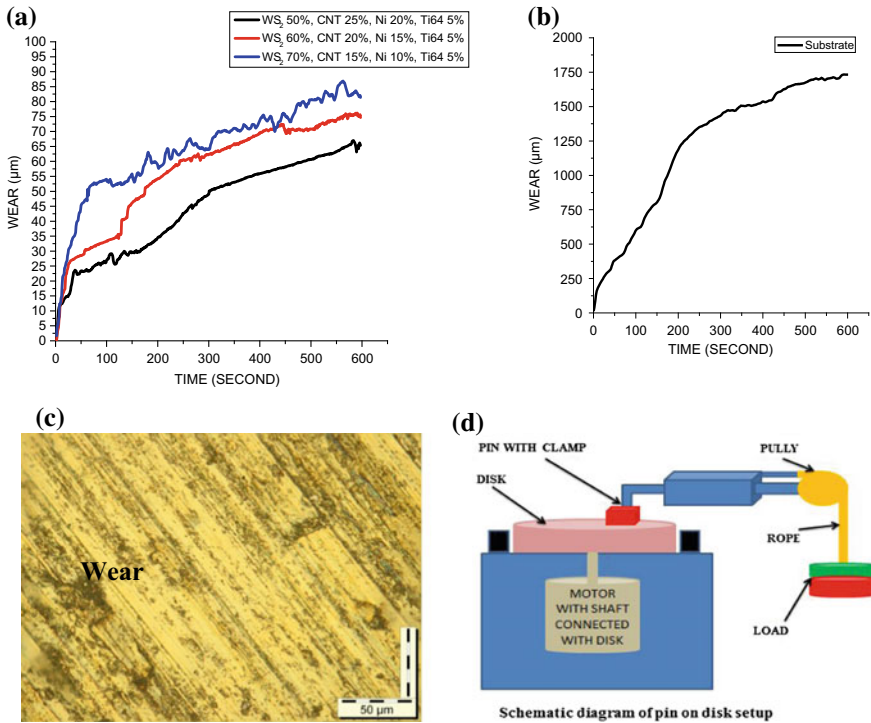 (a)
WS2 50%, CNT 25%, Ni 20%, Ti64 5%
WS2 60%, CNT 20%, Ni 15%, Ti64 5%
WS2 70%, CNT 15%, Ni 10%, Ti64 5%
100
95
90
85
80
75
70
65
60
55
50
45
40
35
30
25
20
15
10
5
0
WEAR (µm)
0 100 200 300 400 500 600
TIME (SECOND)
(b)
Substrate
2000
1750
1500
1250
1000
750
500
250
0
WEAR (µm)
0 100 200 300 400 500 600
TIME (SECOND)
(c)
Wear
50 µm
(d)
PIN WITH CLAMP
DISK
PULLY
ROPE
LOAD
MOTOR
WITH SHAFT
CONNECTED
WITH DISK
Schematic diagram of pin on disk setup